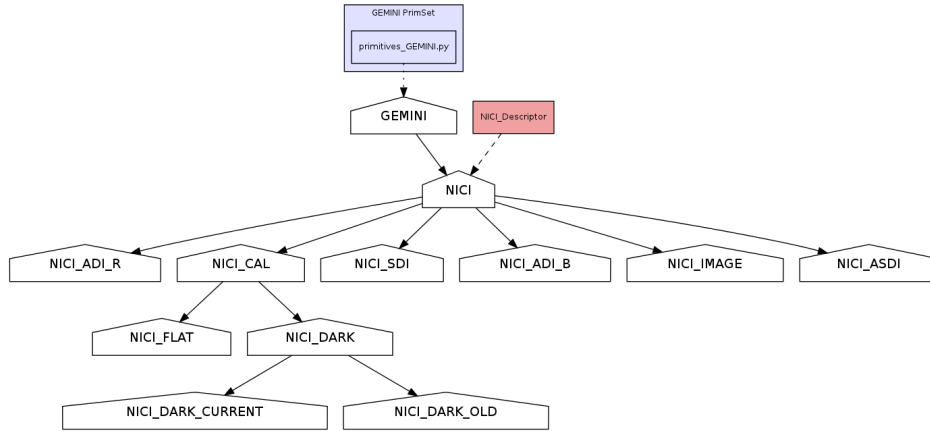 GEMINI PrimSet
primitives_GEMINI.py
GEMINI
NICI_Descriptor
NICI
NICI_ADI_R
NICI_CAL
NICI_SDI
NICI_ADI_B
NICI_IMAGE
NICI_ASDI
NICI_FLAT
NICI_DARK
NICI_DARK_CURRENT
NICI_DARK_OLD